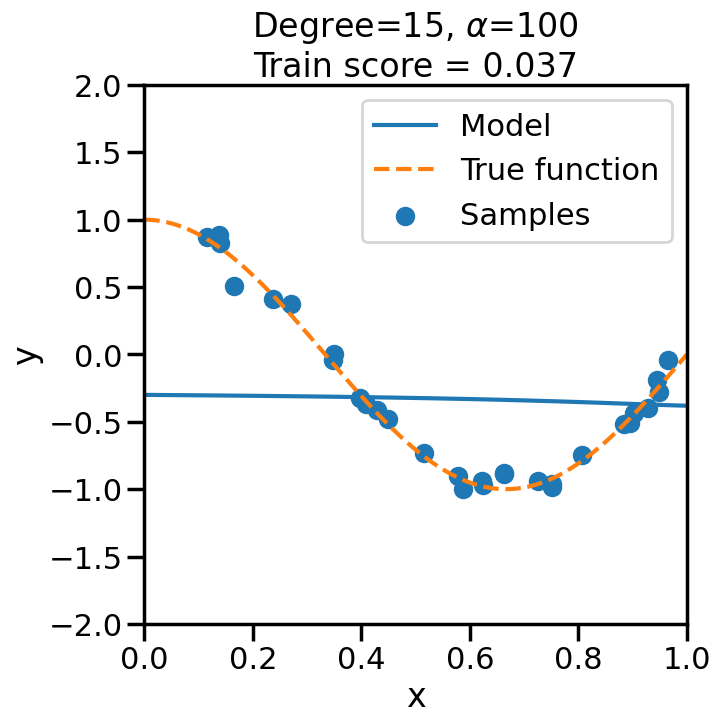 Degree=15, α=100
Train score = 0.037
Model
True function
Samples
2.0
1.5
1.0
0.5
0.0
−0.5
−1.0
−1.5
−2.0
y
0.0 0.2 0.4 0.6 0.8 1.0
x